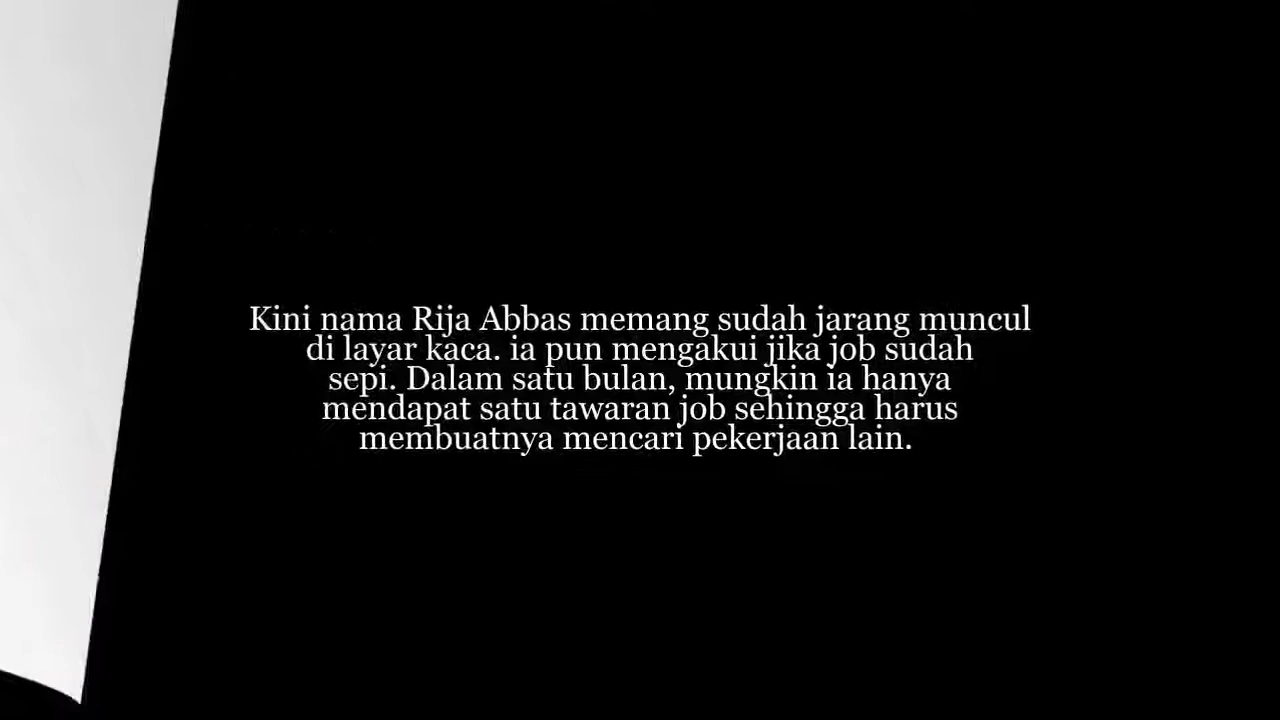 Kini nama Rija Abbas memang sudah jarang muncul
di layar kaca. ia pun mengakui jika job sudah
sepi. Dalam satu bulan, mungkin ia hanya
mendapat satu tawaran job sehingga harus
membuatnya mencari pekerjaan lain.